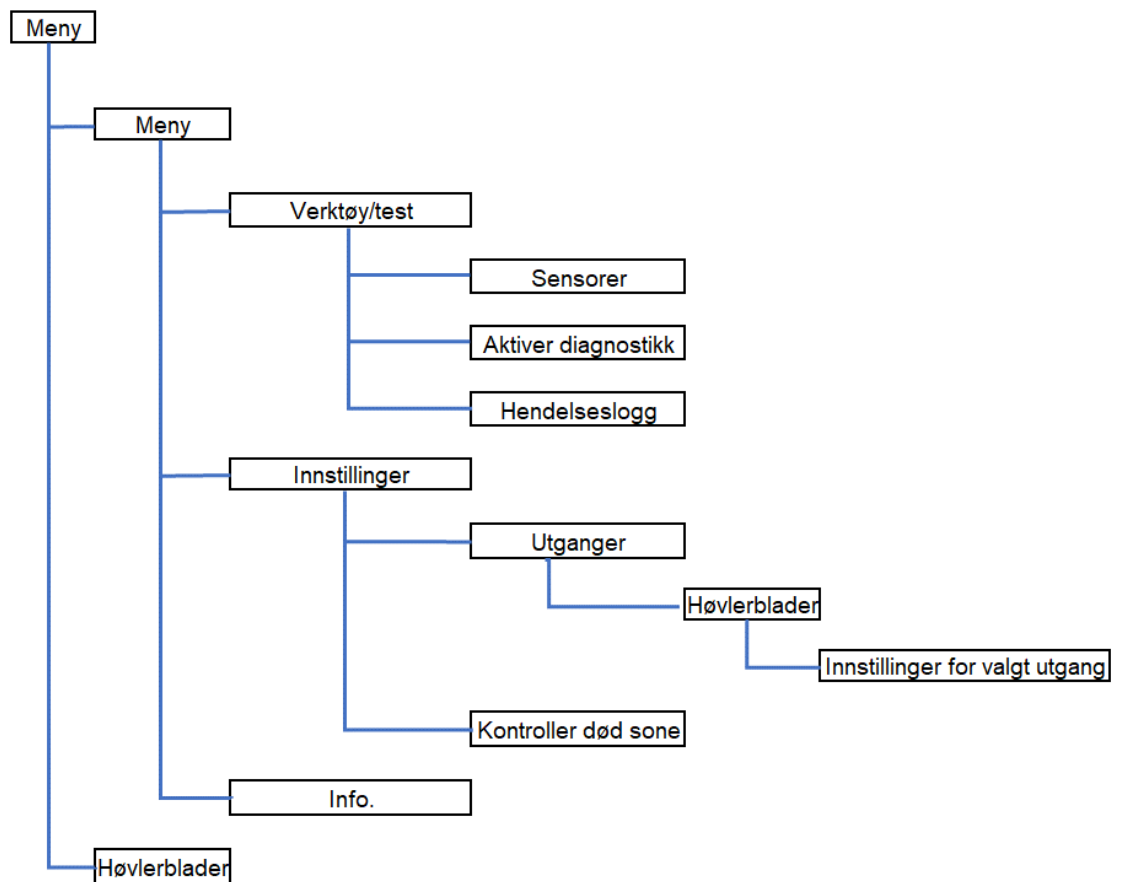 Meny
Meny
Verktøy/test
Sensorer
Aktiver diagnostikk
Hendelseslogg
Innstillinger
Utganger
Høvlerblader
Innstillinger for valgt utgang
Kontroller død sone
Info.
Høvlerblader